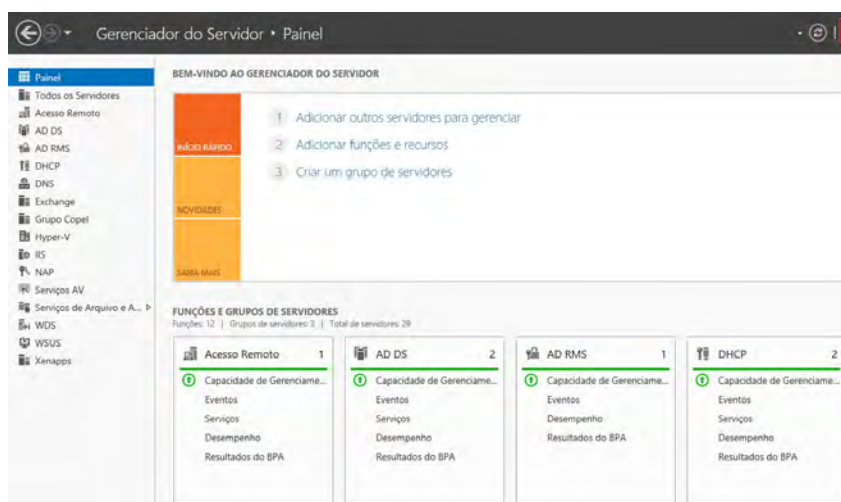 Gerenciador do Servidor • Painel
Painel
Todos os Servidores
Acesso Remoto
AD DS
AD RMS
DHCP
DNS
Exchange
Grupo Copel
Hyper-V
IIS
NAP
Serviços AV
Serviços de Arquivo e A...
WDS
WSUS
Xenapps
BEM-VINDO AO GERENCIADOR DO SERVIDOR
INÍCIO RÁPIDO
NOVIDADES
SAIBA MAIS
1 Adicionar outros servidores para gerenciar
2 Adicionar funções e recursos
3 Criar um grupo de servidores
FUNÇÕES E GRUPOS DE SERVIDORES
Funções: 12 | Grupos de servidores: 3 | Total de servidores: 29
Acesso Remoto 1
Capacidade de Gerenciame...
Eventos
Serviços
Desempenho
Resultados do BPA
AD DS 2
Capacidade de Gerenciame...
Eventos
Serviços
Desempenho
Resultados do BPA
AD RMS 1
Capacidade de Gerenciame...
Eventos
Desempenho
Resultados do BPA
DHCP 2
Capacidade de Gerenciame...
Eventos
Serviços
Desempenho
Resultados do BPA